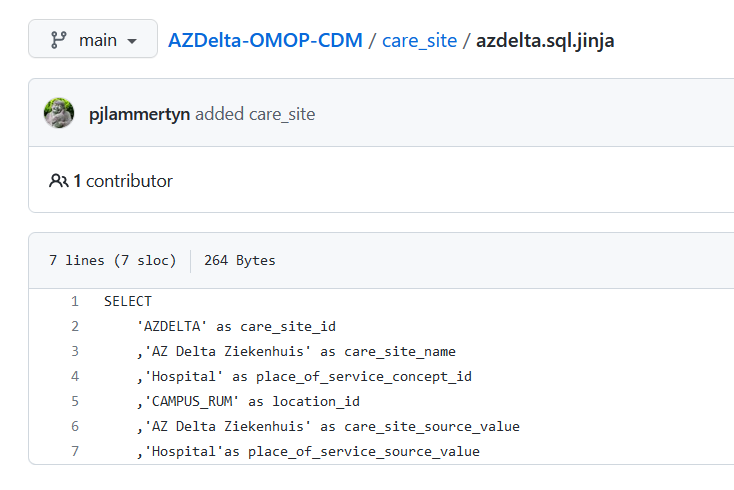 main AZDelta-OMOP-CDM / care_site / azdelta.sql.jinja
pjlammertyn added care_site
1 contributor
7 lines (7 sloc) 264 Bytes
1 SELECT
2 'AZDELTA' as care_site_id
3 ,'AZ Delta Ziekenhuis' as care_site_name
4 ,'Hospital' as place_of_service_concept_id
5 ,'CAMPUS_RUM' as location_id
6 ,'AZ Delta Ziekenhuis' as care_site_source_value
7 ,'Hospital'as place_of_service_source_value